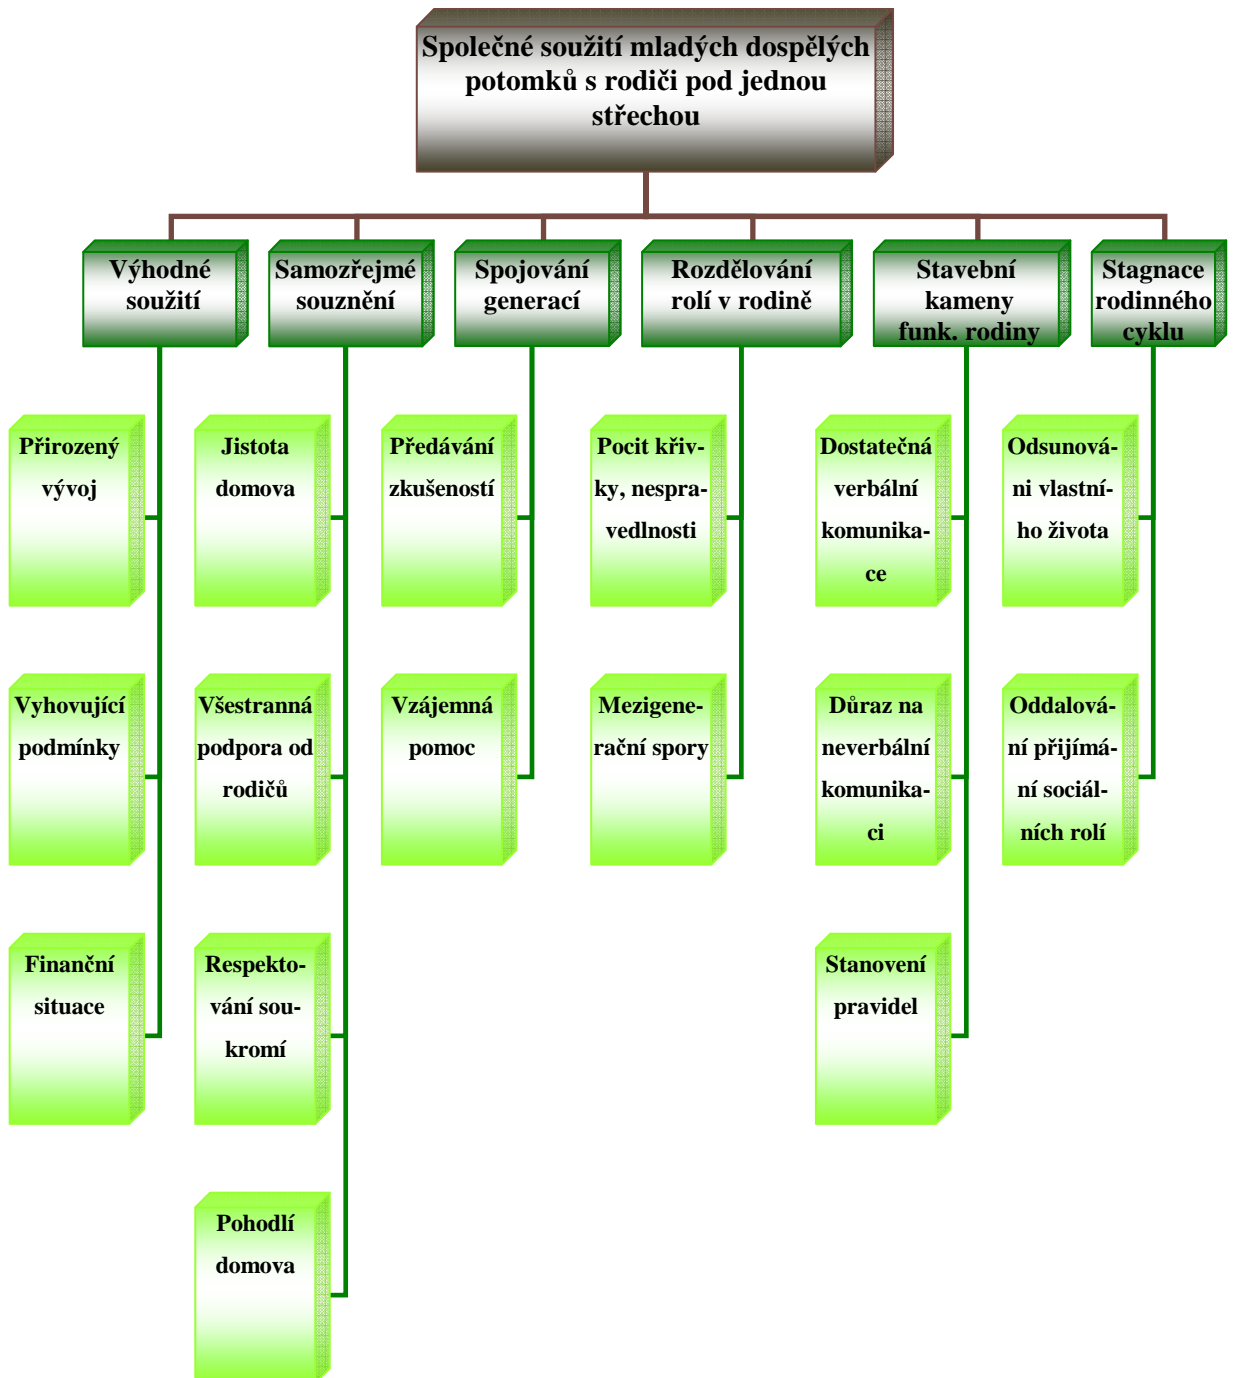 Společné soužití mladých dospělých
potomků s rodiči pod jednou
střechou
Výhodné
soužití
Samozřejmé
souznění
Spojování
generací
Rozdělování
rolí v rodině
Stavební
kameny
funk. rodiny
Stagnace
rodinného
cyklu
Přirozený
vývoj
Jistota
domova
Předávání
zkušeností
Pocit křiv-
ky, nespra-
vedlnosti
Dostatečná
verbální
komunika-
ce
Odsunová-
ni vlastní-
ho života
Vyhovující
podmínky
Všestranná
podpora od
rodičů
Vzájemná
pomoc
Mezigene-
rační spory
Důraz na
neverbální
komunika-
ci
Oddalová-
ní přijímá-
ní sociál-
ních rolí
Finanční
situace
Respekto-
vání sou-
kromí
Stanovení
pravidel
Pohodlí
domova